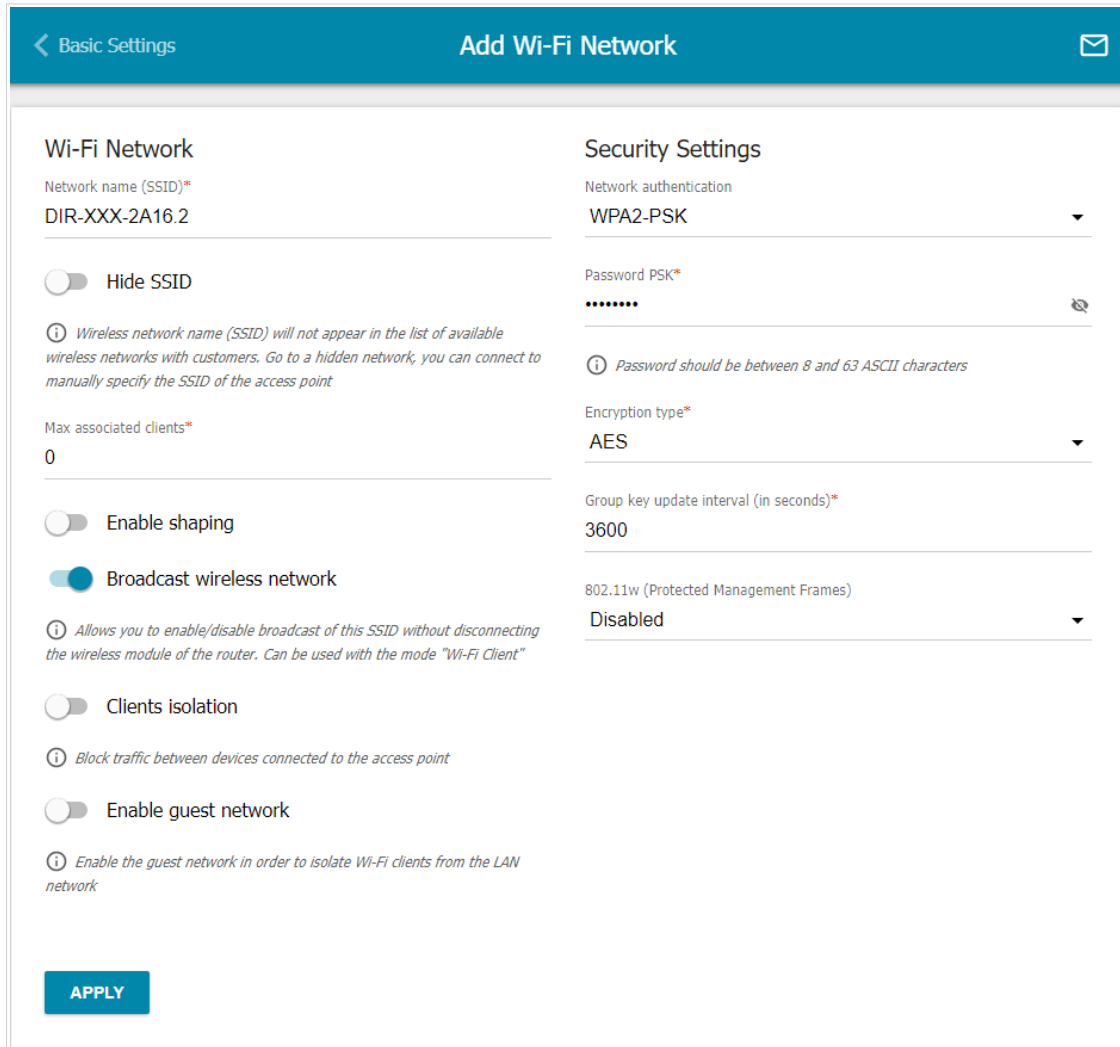 Basic Settings
Add Wi-Fi Network
Wi-Fi Network
Network name (SSID)*
DIR-XXX-2A16.2
Hide SSID
Wireless network name (SSID) will not appear in the list of available
wireless networks with customers. Go to a hidden network, you can connect to
manually specify the SSID of the access point
Max associated clients*
0
Enable shaping
Broadcast wireless network
Allows you to enable/disable broadcast of this SSID without disconnecting
the wireless module of the router. Can be used with the mode "Wi-Fi Client"
Clients isolation
Block traffic between devices connected to the access point
Enable guest network
Enable the guest network in order to isolate Wi-Fi clients from the LAN
network
APPLY
Security Settings
Network authentication
WPA2-PSK
Password PSK*
••••••••
Password should be between 8 and 63 ASCII characters
Encryption type*
AES
Group key update interval (in seconds)*
3600
802.11w (Protected Management Frames)
Disabled